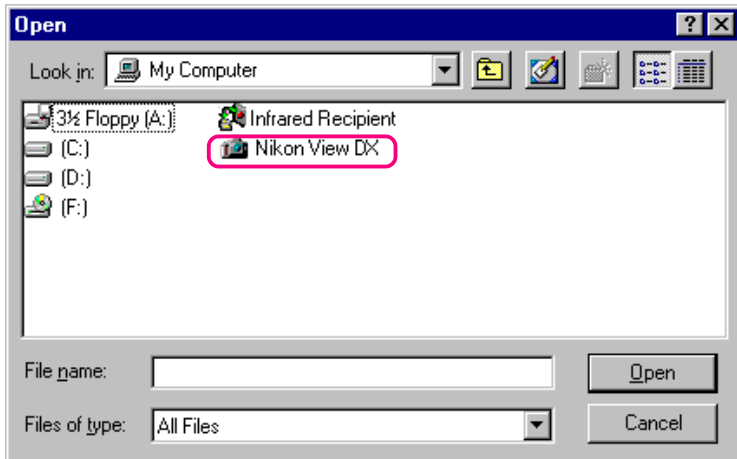 Open
Look in: My Computer
3½ Floppy (A:) Infrared Recipient
(C:) Nikon View DX
(D:)
(F:)
File name: Open
Files of type: All Files Cancel